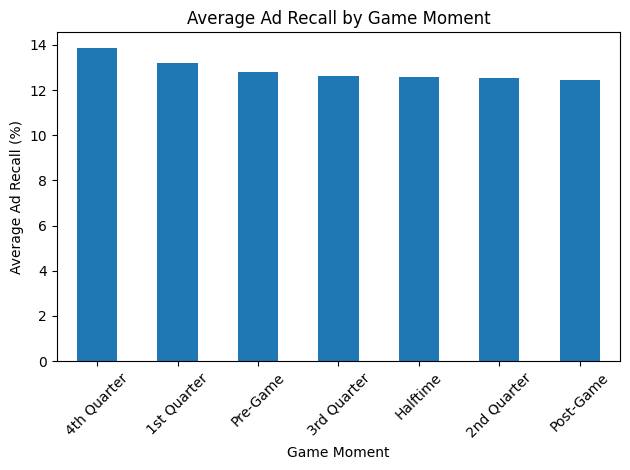 Average Ad Recall by Game Moment
Average Ad Recall (%)
14
12
10
8
6
4
2
0
4th Quarter
1st Quarter
Pre-Game
3rd Quarter
Halftime
2nd Quarter
Post-Game
Game Moment